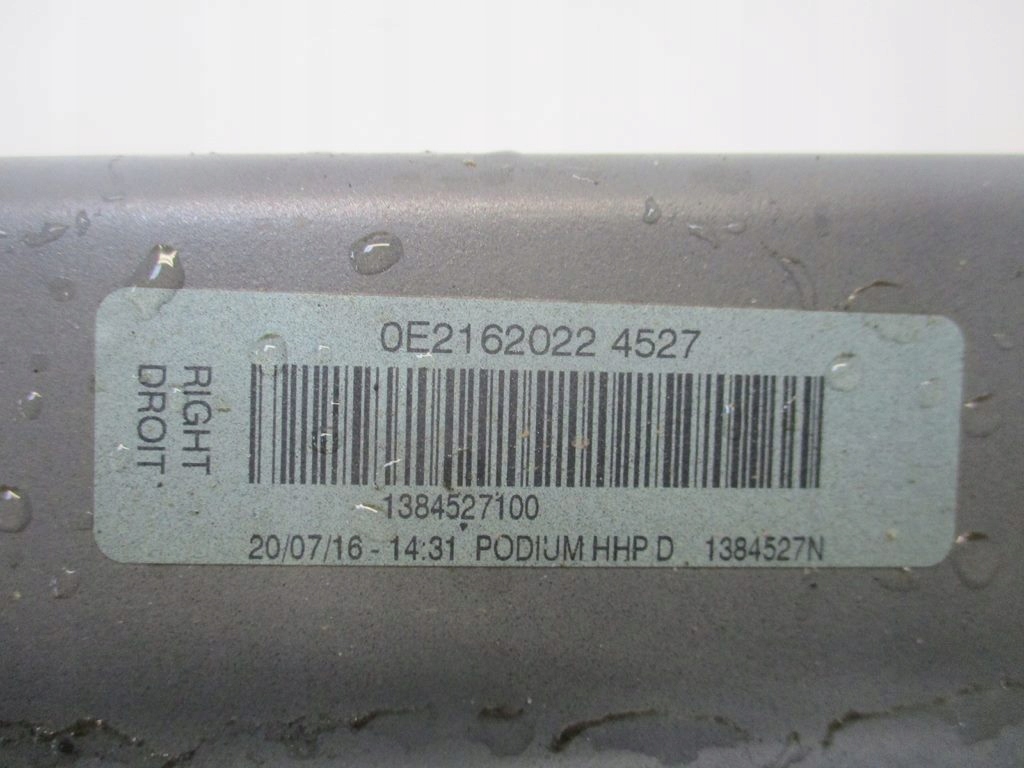 0E2162022 4527
RIGHT
DROIT
1384527100
20/07/16 - 14:31 PODIUM HHP D 1384527N